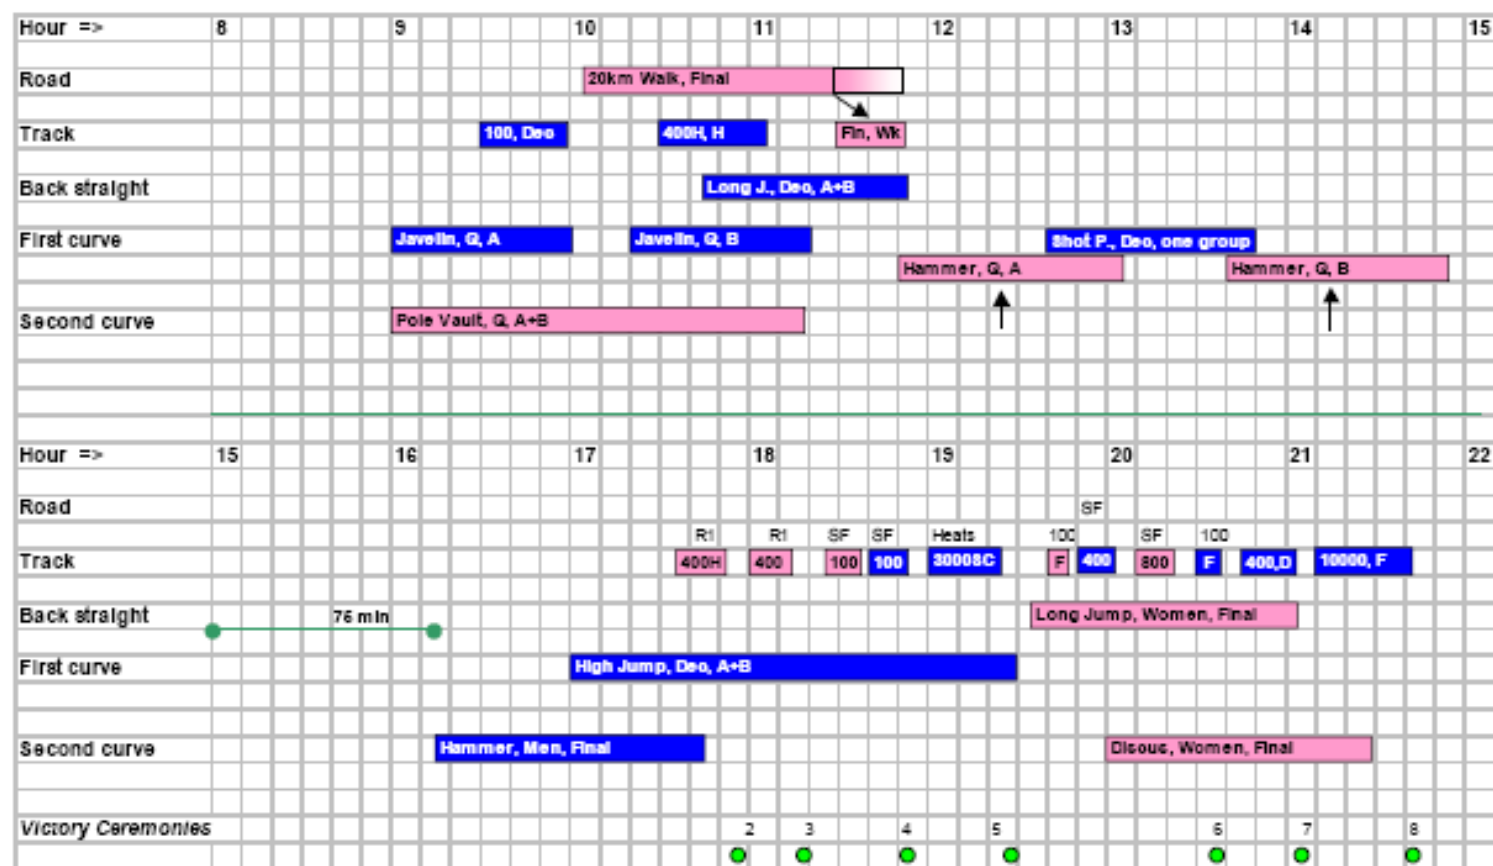 Hour => 8 9 10 11 12 13 14 15
Road 20km Walk, Final
Track 100, Dec 400H, H Fin, Wk
Back straight Long J., Dec, A+B
First curve Javelin, Q, A Javelin, Q, B Shot P., Dec, one group
Hammer, Q, A Hammer, Q, B
Second curve Pole Vault, Q, A+B
Hour => 15 16 17 18 19 20 21 22
Road SF
R1 R1 SF SF Heats 100 SF 100
Track 400H 400 100 100 3000SC F 400 800 F 400,D 10000, F
Back straight 76 min Long Jump, Women, Final
First curve High Jump, Dec, A+B
Second curve Hammer, Men, Final Discus, Women, Final
Victory Ceremonies 2 3 4 5 6 7 8